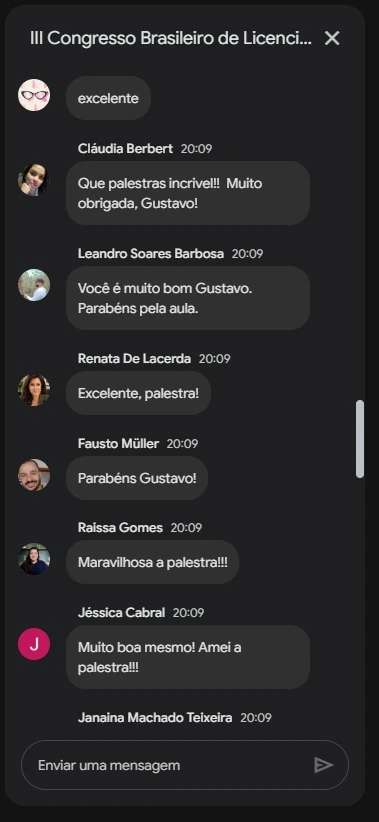 III Congresso Brasileiro de Licenci...
excelente
Cláudia Berbert 20:09
Que palestras incrivel!! Muito
obrigada, Gustavo!
Leandro Soares Barbosa 20:09
Você é muito bom Gustavo.
Parabéns pela aula.
Renata De Lacerda 20:09
Excelente, palestra!
Fausto Müller 20:09
Parabéns Gustavo!
Raissa Gomes 20:09
Maravilhosa a palestra!!!
Jéssica Cabral 20:09
J
Muito boa mesmo! Amei a
palestra!!!
Janaina Machado Teixeira 20:09
Enviar uma mensagem